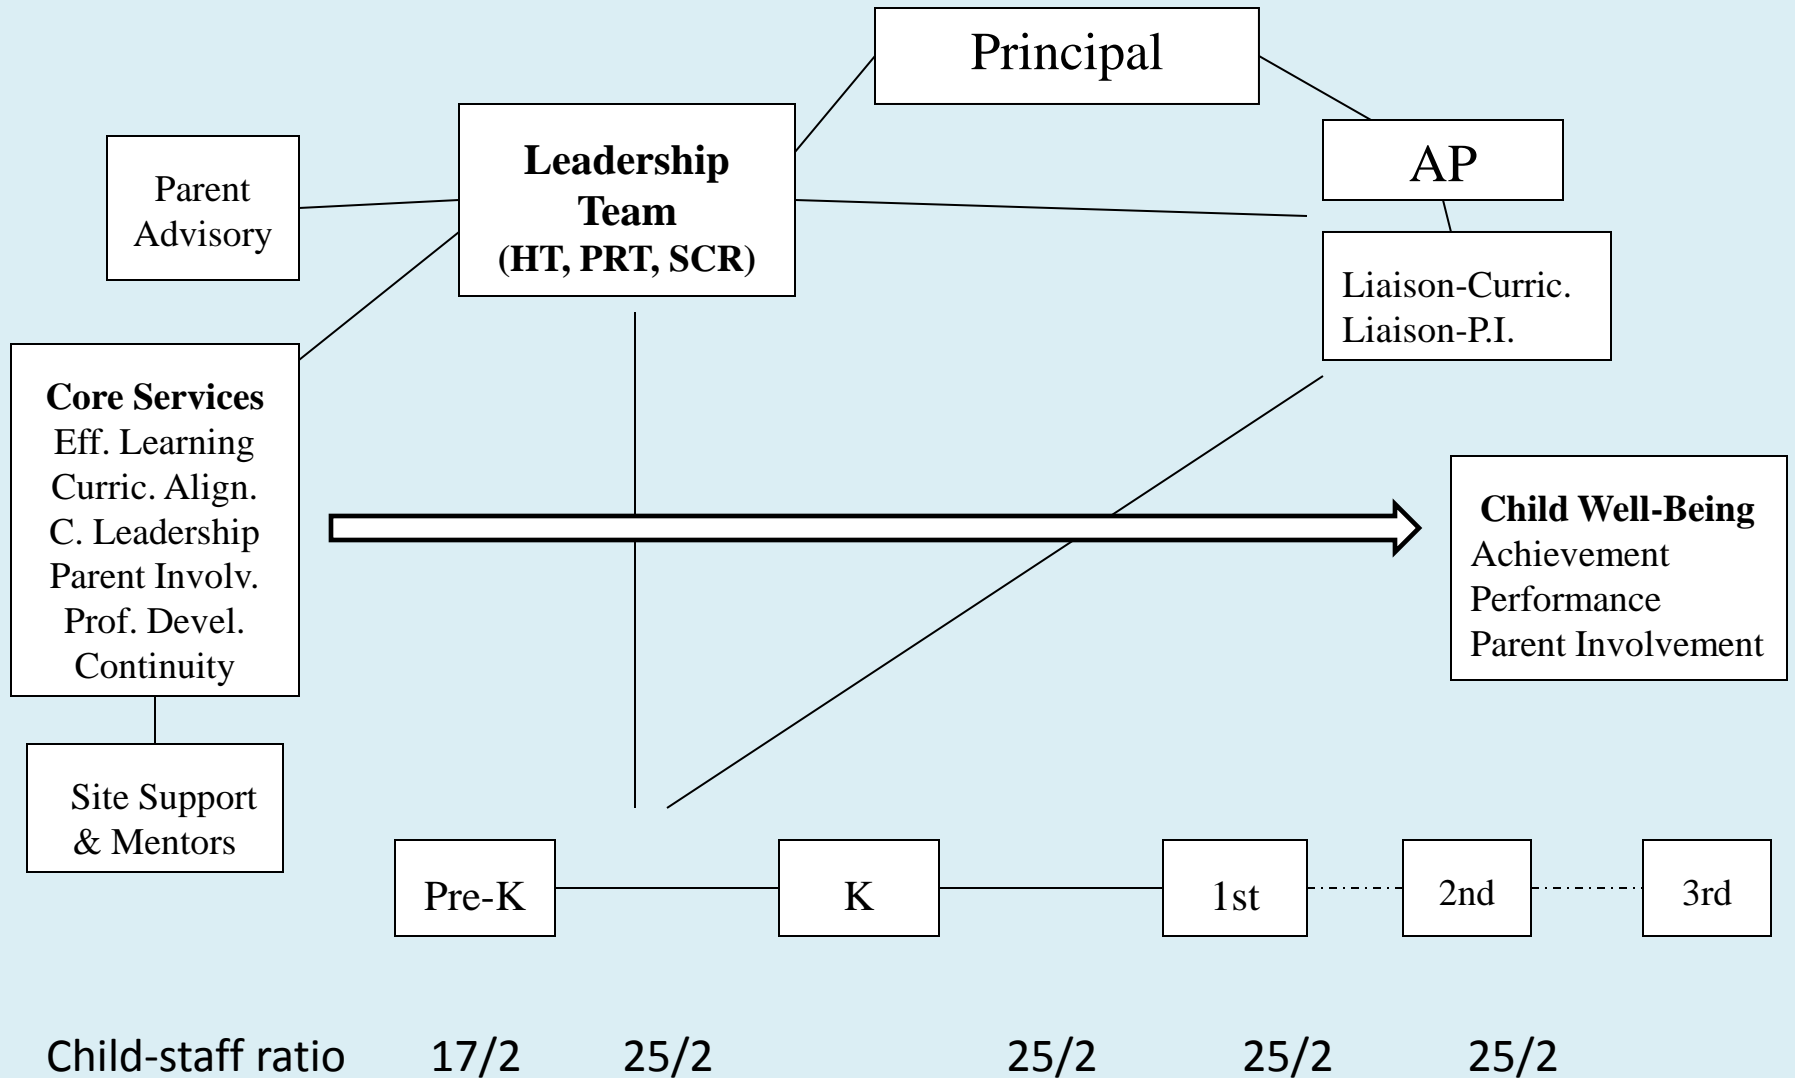 Principal
Leadership
Team
(HT, PRT, SCR)
AP
Parent
Advisory
Liaison-Curric.
Liaison-P.I.
Core Services
Eff. Learning
Curric. Align.
C. Leadership
Parent Involv.
Prof. Devel.
Continuity
Child Well-Being
Achievement
Performance
Parent Involvement
Site Support
& Mentors
Pre-K
K
1st
2nd
3rd
Child-staff ratio 17/2 25/2 25/2 25/2 25/2